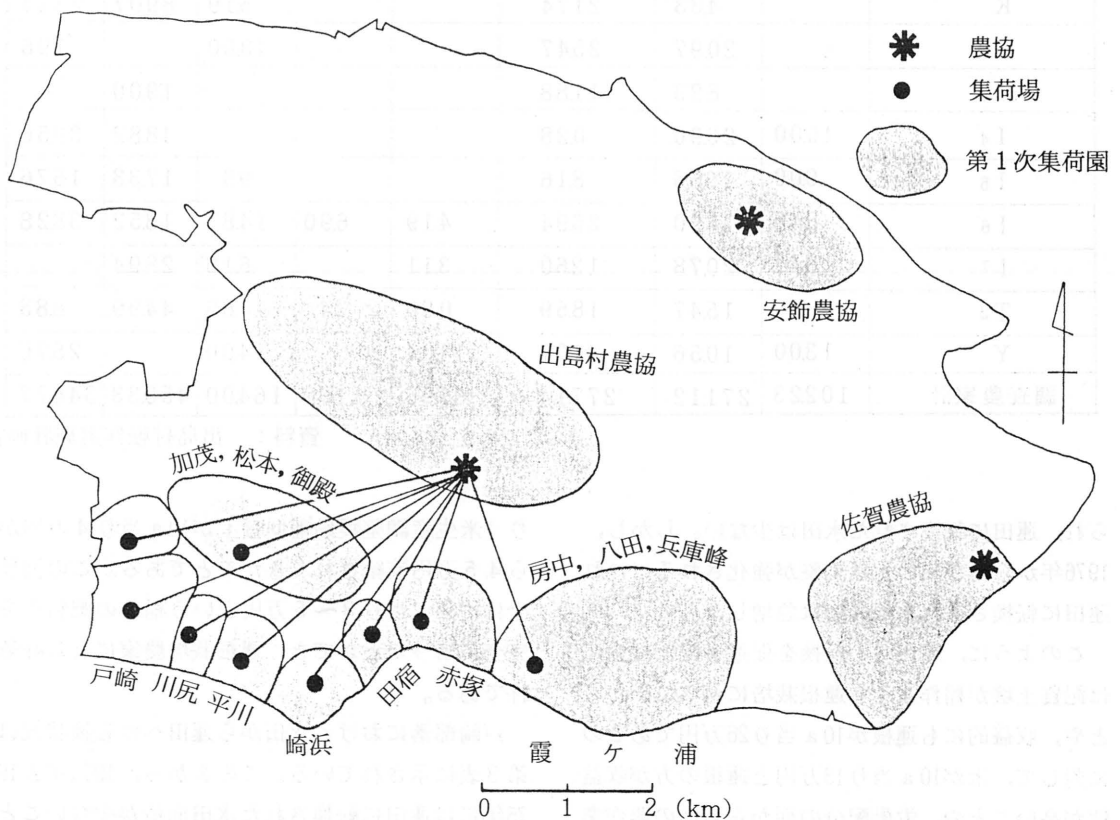 農協
集荷場
第1次集荷園
安飾農協
出島村農協
加茂，松本，御殿
佐賀農協
房中，八田，兵庫峰
戸崎
川尻
平川
崎浜
田宿
赤塚
霞ヶ浦
0 1 2 (km)